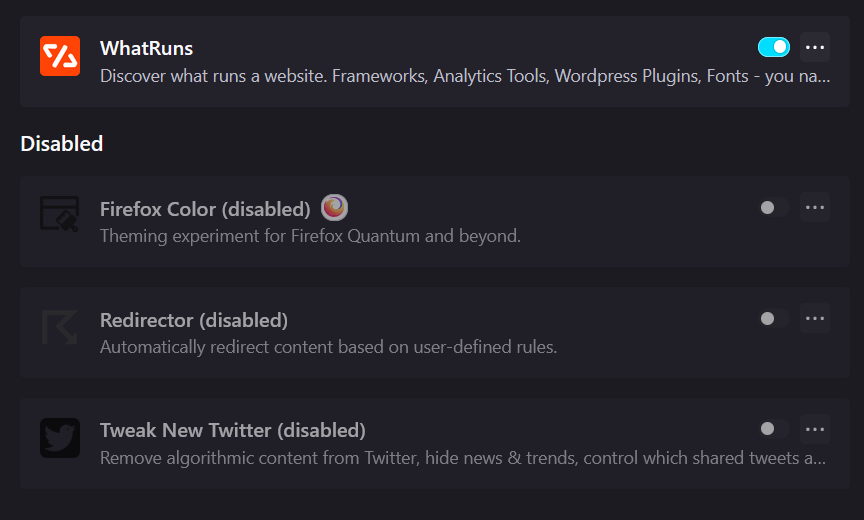 WhatRuns
Discover what runs a website. Frameworks, Analytics Tools, Wordpress Plugins, Fonts - you na...
Disabled
Firefox Color (disabled)
Theming experiment for Firefox Quantum and beyond.
Redirector (disabled)
Automatically redirect content based on user-defined rules.
Tweak New Twitter (disabled)
Remove algorithmic content from Twitter, hide news & trends, control which shared tweets a...